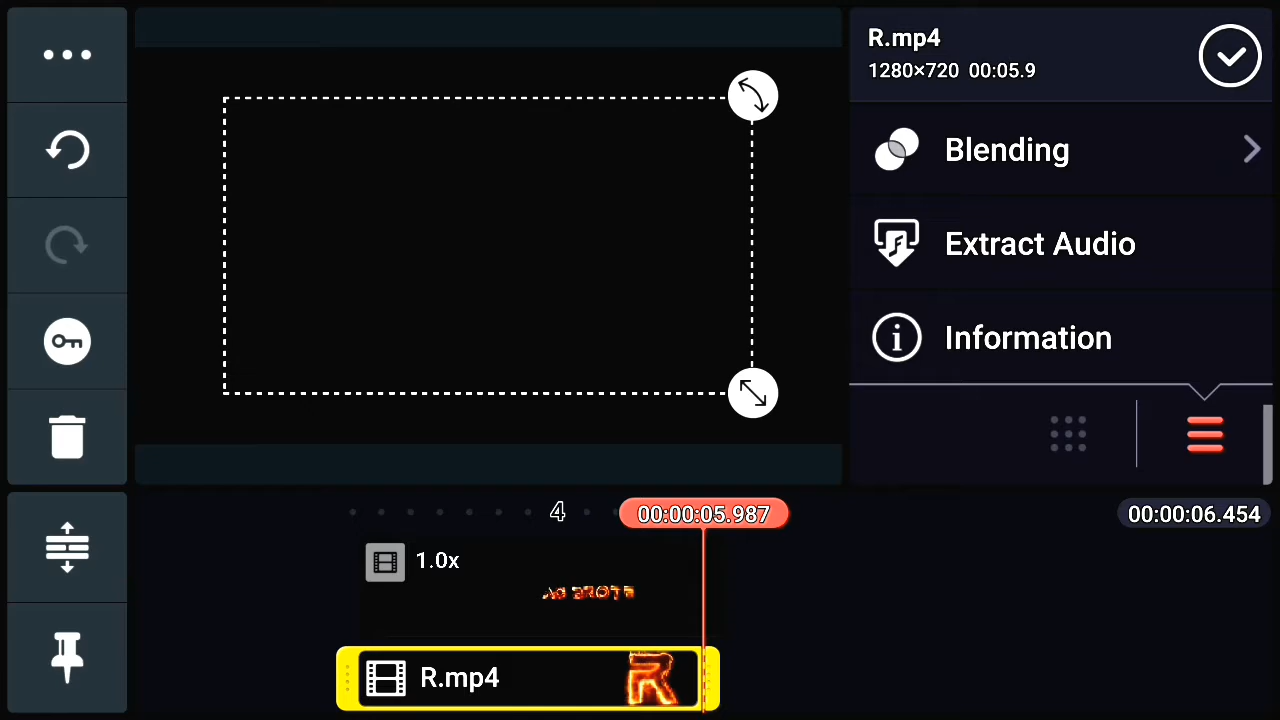 R.mp4
1280×720 00:05.9
Blending
Extract Audio
Information
4
00:00:05.987
00:00:06.454
1.0x
R.mp4
R